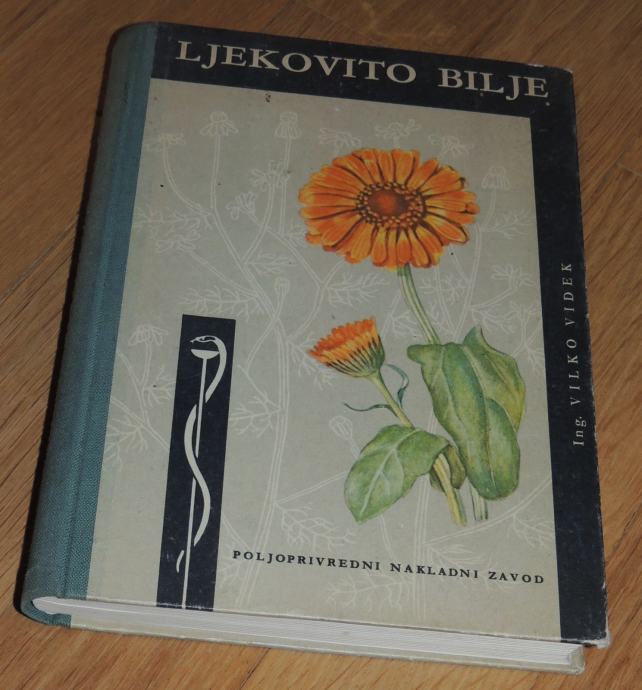 LJEKOVITO BILJE
Ing. VILKO VIDEK
POLJOPRIVREDNI NAKLADNI ZAVOD